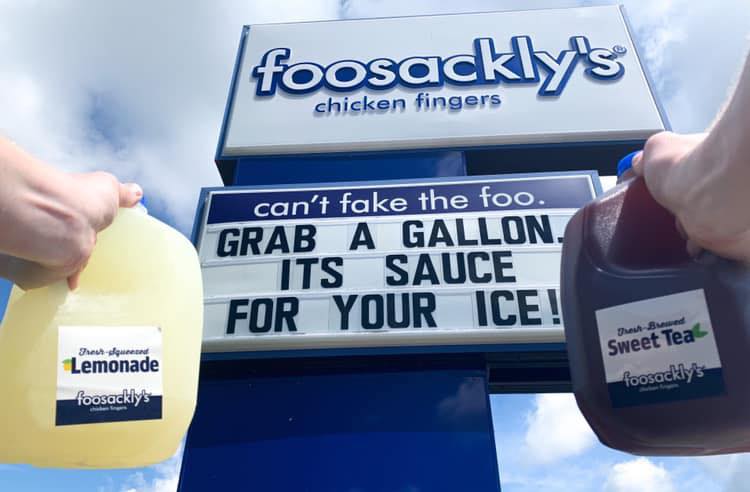 foosackly's®
chicken fingers
can't fake the foo.
GRAB A GALLON.
ITS SAUCE
FOR YOUR ICE!
Fresh-Squeezed
Lemonade
foosackly's
chicken fingers
Fresh-Brewed
Sweet Tea
foosackly's
chicken fingers